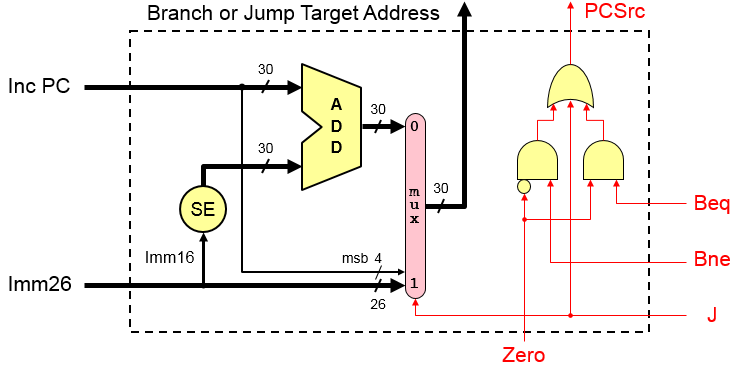 Branch or Jump Target Address
PCSrc
Inc PC
30
A
D
D
30
0
30
SE
m
u
x
30
Beq
Imm16
msb 4
Bne
Imm26
1
26
J
Zero